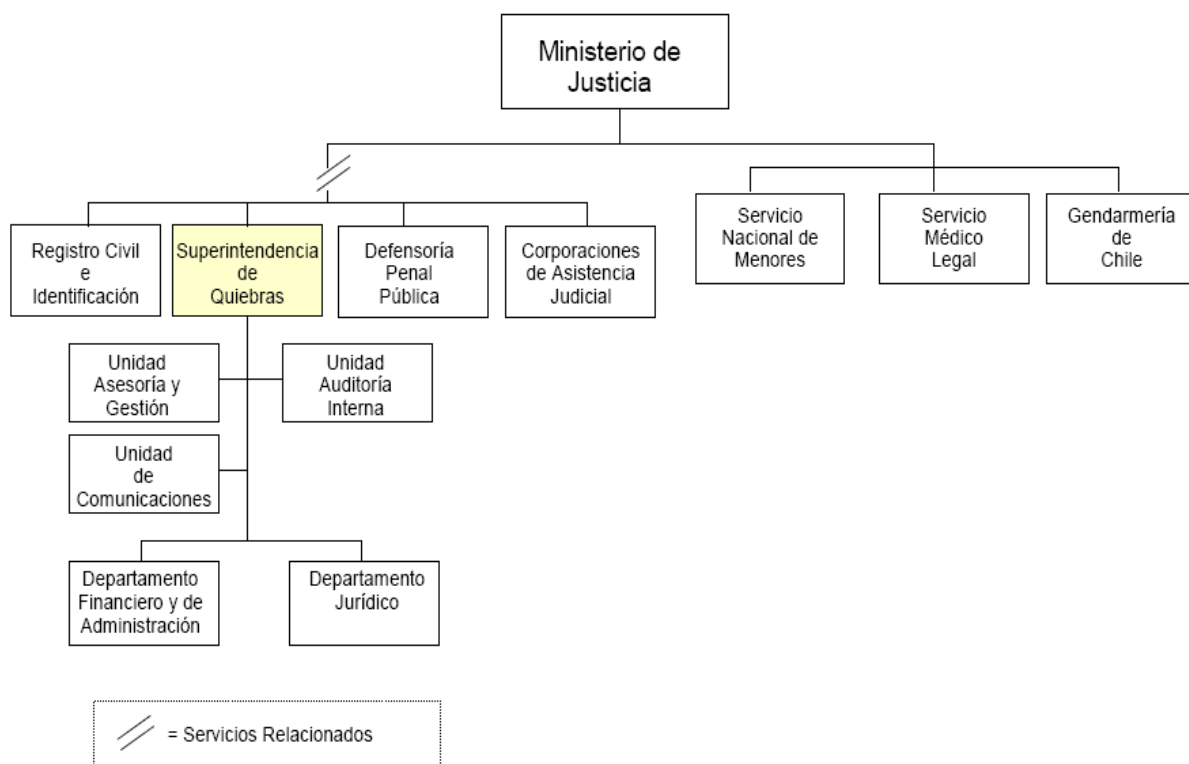 Ministerio de
Justicia
Registro Civil
e
Identificación
Superintendencia
de
Quiebras
Defensoría
Penal
Pública
Corporaciones
de Asistencia
Judicial
Servicio
Nacional de
Menores
Servicio
Médico
Legal
Gendarmería
de
Chile
Unidad
Asesoría y
Gestión
Unidad
Auditoría
Interna
Unidad
de
Comunicaciones
Departamento
Financiero y de
Administración
Departamento
Jurídico
= Servicios Relacionados